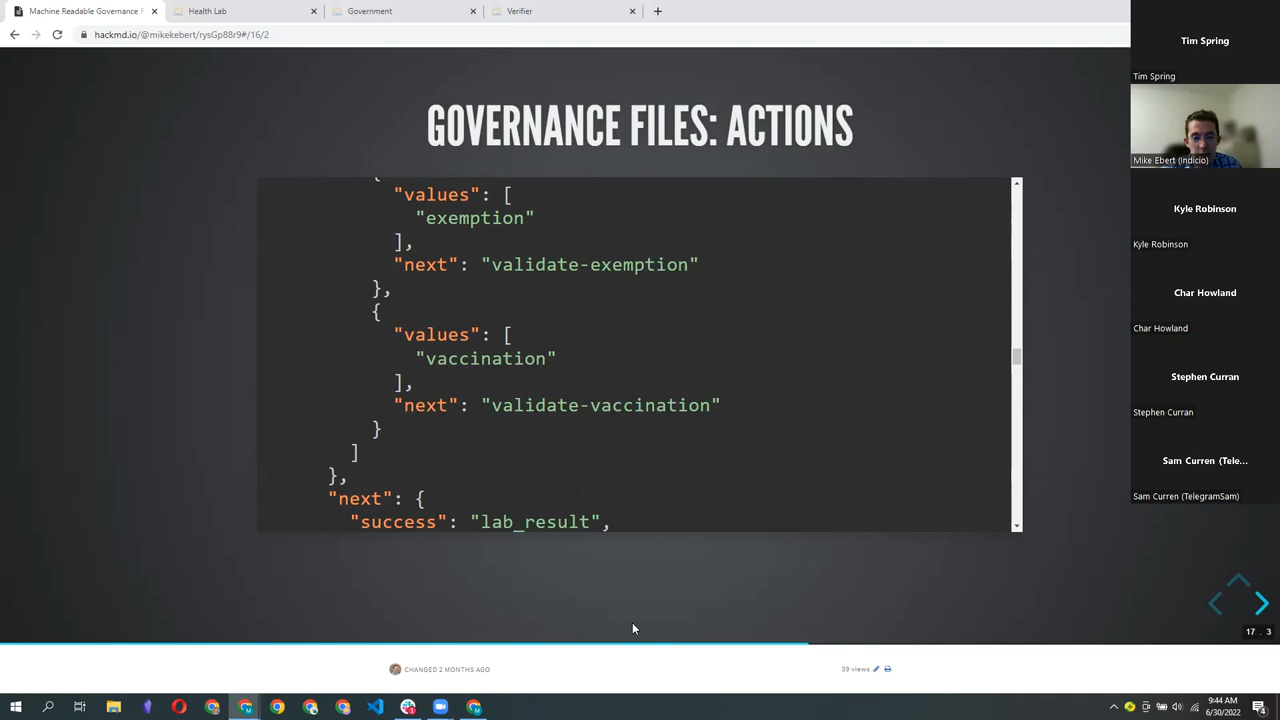 Machine Readable Governance F
Health Lab
Government
Verifier
hackmd.io/@mikekebert/rysGp88r9#/16/2
GOVERNANCE FILES: ACTIONS
{
"values": [
"exemption"
],
"next": "validate-exemption"
},
{
"values": [
"vaccination"
],
"next": "validate-vaccination"
}
]
},
"next": {
"success": "lab_result",
17 . 3
CHANGED 2 MONTHS AGO
39 views
Tim Spring
Tim Spring
Mike Ebert (Indicio)
Kyle Robinson
Kyle Robinson
Char Howland
Char Howland
Stephen Curran
Stephen Curran
Sam Curren (Tele...
Sam Curren (TelegramSam)
9:44 AM
6/30/2022
4